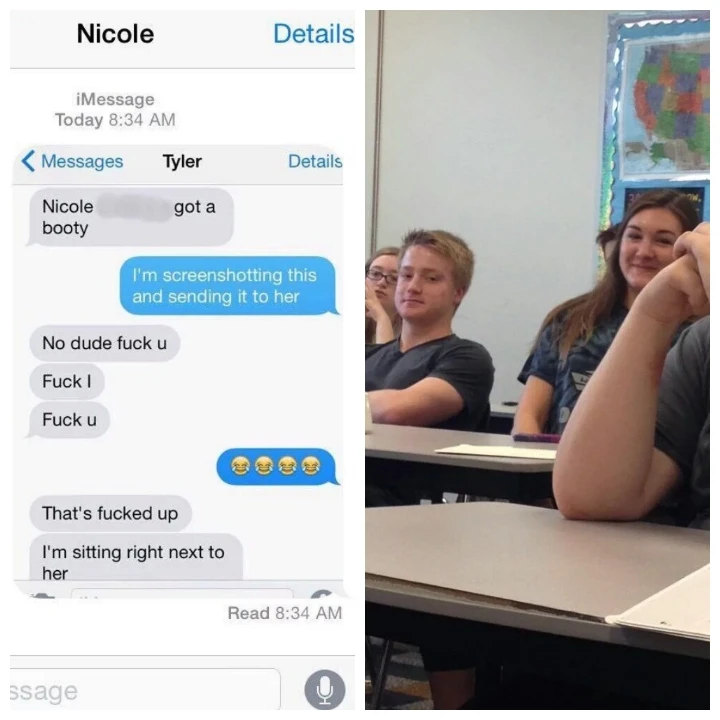 Nicole Details
iMessage
Today 8:34 AM
Messages Tyler Details
Nicole got a
booty
I'm screenshotting this
and sending it to her
No dude fuck u
Fuck I
Fuck u
😂😂😂😂
That's fucked up
I'm sitting right next to
her
Read 8:34 AM
ssage